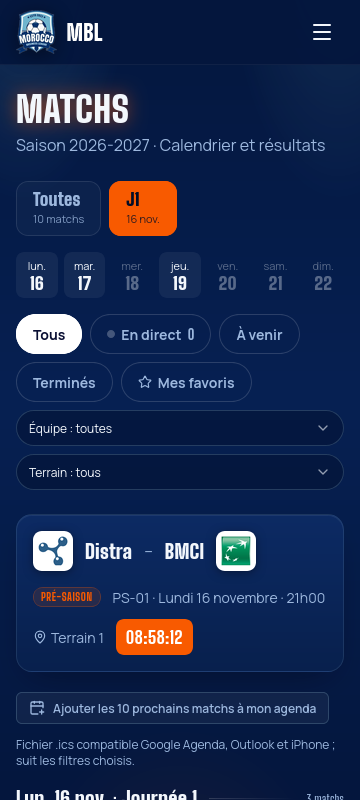 MOROCCO
MBL
MATCHS
Saison 2026-2027 · Calendrier et résultats
Toutes
10 matchs
J1
16 nov.
lun. mar. mer. jeu. ven. sam. dim.
16 17 18 19 20 21 22
Tous
En direct 0
À venir
Terminés
Mes favoris
Équipe : toutes
Terrain : tous
Distra – BMCI
PRÉ-SAISON PS-01 · Lundi 16 novembre · 21h00
Terrain 1 08:58:12
Ajouter les 10 prochains matchs à mon agenda
Fichier .ics compatible Google Agenda, Outlook et iPhone ;
suit les filtres choisis.
Lun. 16 nov. · Journée 1 3 matchs